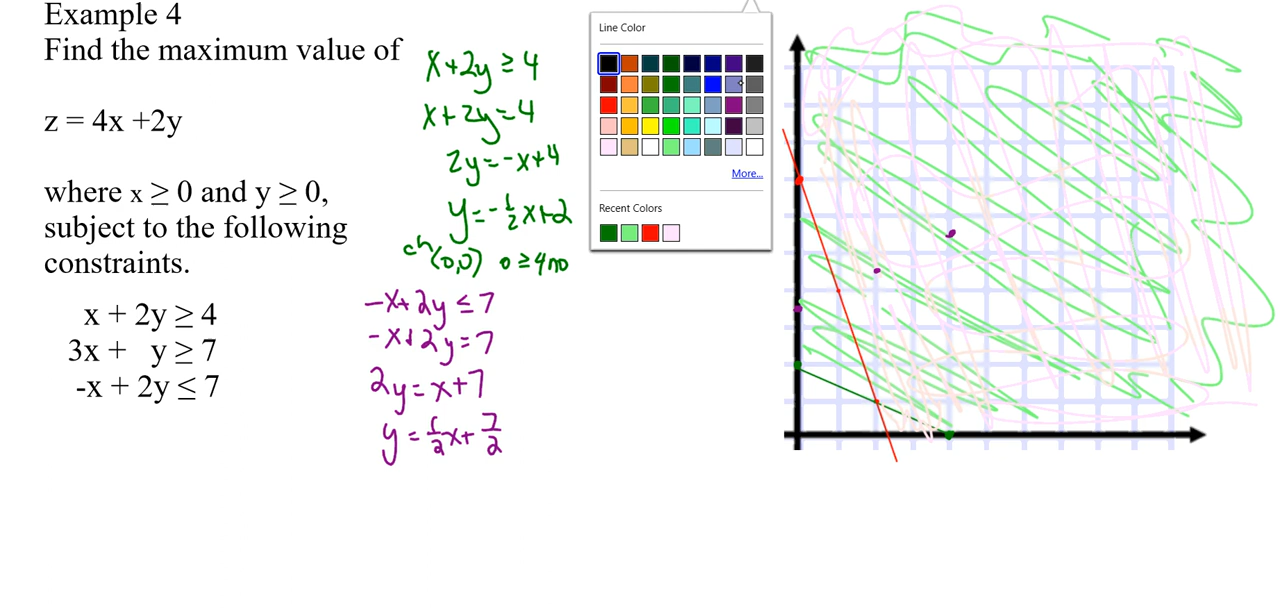 Example 4
Find the maximum value of
z = 4x +2y
where x ≥ 0 and y ≥ 0,
subject to the following
constraints.
x + 2y ≥ 4
3x + y ≥ 7
-x + 2y ≤ 7
x+2y ≥ 4
x+2y=4
2y=-x+4
y=-1/2x+2
ch (0,0) 0 ≥ 4 no
-x+2y ≤ 7
-x+2y=7
2y=x+7
y=1/2x+7/2
Line Color
More...
Recent Colors